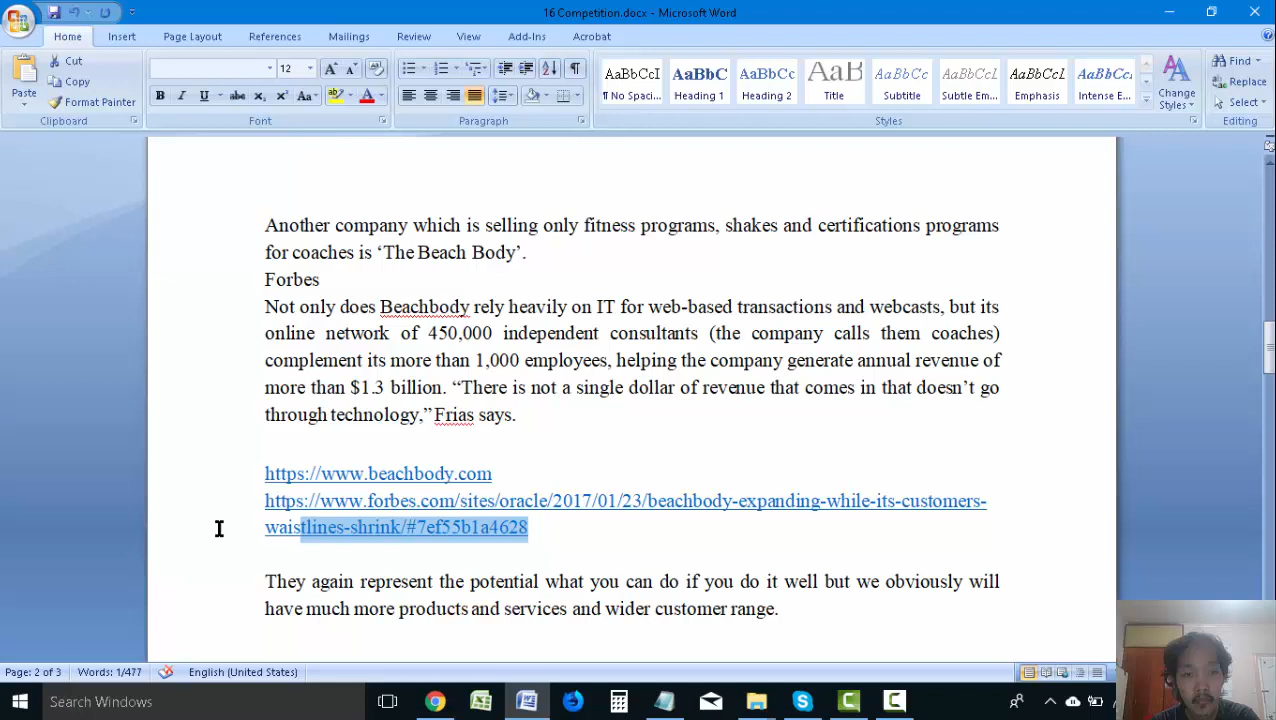 16 Competition.docx - Microsoft Word
Home Insert Page Layout References Mailings Review View Add-Ins Acrobat
Paste
Cut
Copy
Format Painter
Clipboard
12
Font
Paragraph
AaBbCcI AaBbC AaBbCc AaB AaBbCc. AaBbCcl AaBbCcl AaBbCc.
¶ No Spaci... Heading 1 Heading 2 Title Subtitle Subtle Em... Emphasis Intense E...
Change Styles
Styles
Find
Replace
Select
Editing
Another company which is selling only fitness programs, shakes and certifications programs
for coaches is ‘The Beach Body’.
Forbes
Not only does Beachbody rely heavily on IT for web-based transactions and webcasts, but its
online network of 450,000 independent consultants (the company calls them coaches)
complement its more than 1,000 employees, helping the company generate annual revenue of
more than $1.3 billion. “There is not a single dollar of revenue that comes in that doesn’t go
through technology,” Frias says.
https://www.beachbody.com
https://www.forbes.com/sites/oracle/2017/01/23/beachbody-expanding-while-its-customers-
waistlines-shrink/#7ef55b1a4628
They again represent the potential what you can do if you do it well but we obviously will
have much more products and services and wider customer range.
Page: 2 of 3 Words: 1/477 English (United States)
Search Windows